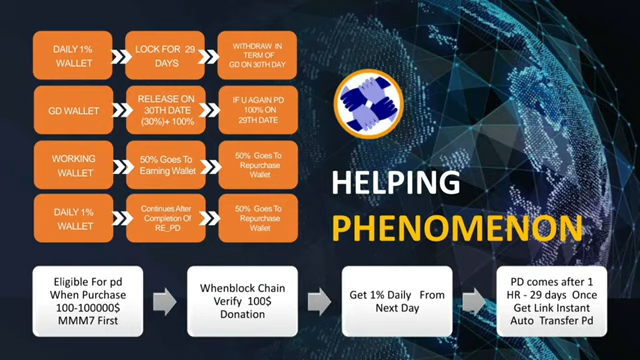 DAILY 1%
WALLET
LOCK FOR 29
DAYS
WITHDRAW IN
TERM OF
GD ON 30TH DAY
GD WALLET
RELEASE ON
30TH DATE
(30%)+ 100%
IF U AGAIN PD
100% ON
29TH DATE
WORKING
WALLET
50% GOES TO
Earning Wallet
50% Goes To
Repurchase
Wallet
DAILY 1%
WALLET
Continues After
Completion Of
RE_PD
50% Goes To
Repurchase
Wallet
HELPING
PHENOMENON
Eligible For pd
When Purchase
100-100000$
MMM7 First
Whenblock Chain
Verify 100$
Donation
Get 1% Daily From
Next Day
PD comes after 1
HR - 29 days Once
Get Link Instant
Auto Transfer Pd